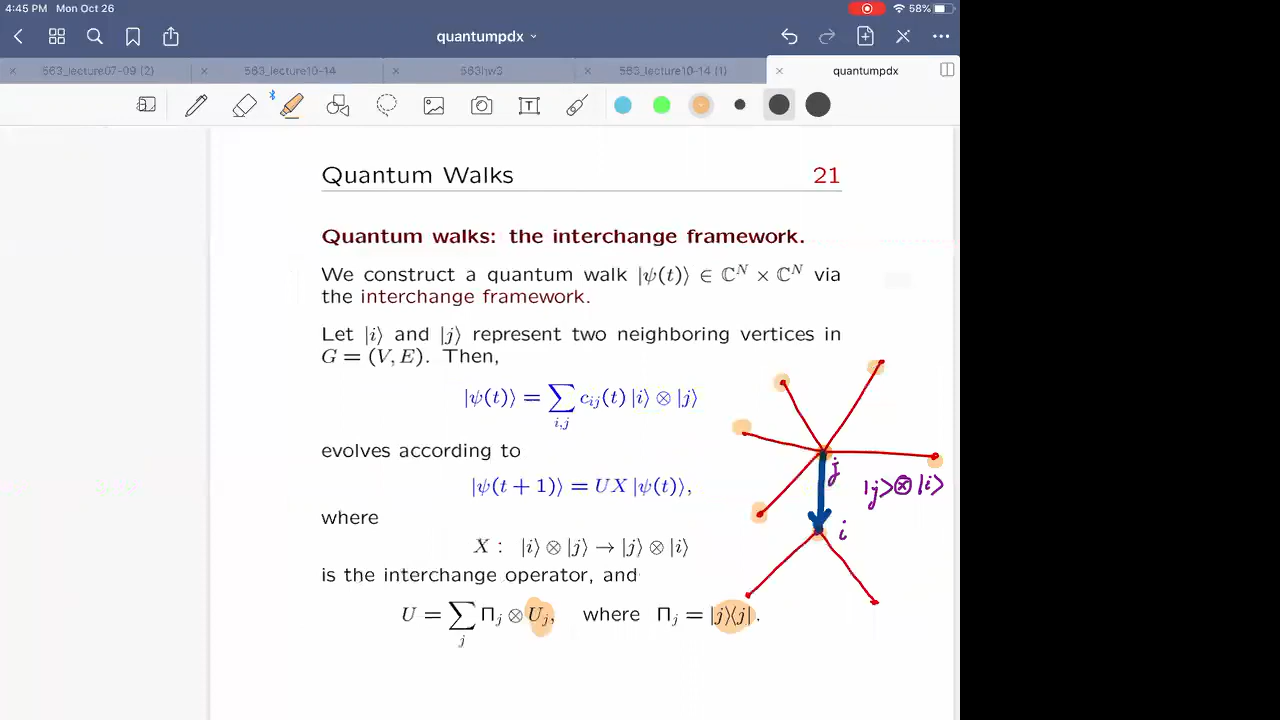 4:45 PM Mon Oct 26
58%
quantumpdx
563_lecture07-09 (2)
563_lecture10-14
563hw3
563_lecture10-14 (1)
quantumpdx
T
Quantum Walks 21
Quantum walks: the interchange framework.
We construct a quantum walk |ψ(t)⟩ ∈ ℂᴺ × ℂᴺ via
the interchange framework.
Let |i⟩ and |j⟩ represent two neighboring vertices in
G = (V, E). Then,
|ψ(t)⟩ = ∑_{i,j} c_{ij}(t) |i⟩ ⊗ |j⟩
evolves according to
|ψ(t + 1)⟩ = UX |ψ(t)⟩,
j
|j> ⊗ |i>
where
i
X : |i⟩ ⊗ |j⟩ → |j⟩ ⊗ |i⟩
is the interchange operator, and
U = ∑_j Π_j ⊗ U_j, where Π_j = |j⟩⟨j| .